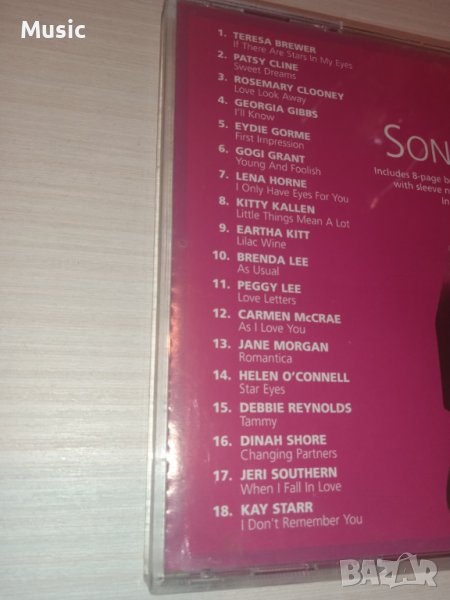 Music
1. TERESA BREWER
If There Are Stars In My Eyes
2. PATSY CLINE
Sweet Dreams
3. ROSEMARY CLOONEY
Love Look Away
4. GEORGIA GIBBS
I'll Know
5. EYDIE GORME
First Impression
6. GOGI GRANT
Young And Foolish
7. LENA HORNE
I Only Have Eyes For You
8. KITTY KALLEN
Little Things Mean A Lot
9. EARTHA KITT
Lilac Wine
10. BRENDA LEE
As Usual
11. PEGGY LEE
Love Letters
12. CARMEN McCRAE
As I Love You
13. JANE MORGAN
Romantica
14. HELEN O'CONNELL
Star Eyes
15. DEBBIE REYNOLDS
Tammy
16. DINAH SHORE
Changing Partners
17. JERI SOUTHERN
When I Fall In Love
18. KAY STARR
I Don't Remember You
SON
Includes 8-page b
with sleeve n
In
BAZAR